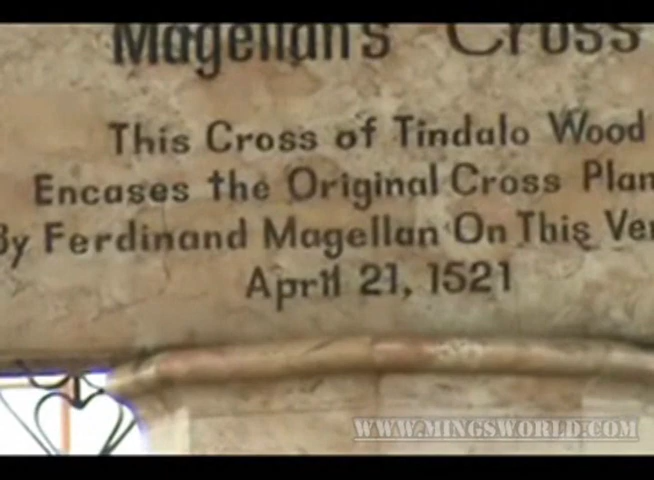 Magellan's Cross
This Cross of Tindalo Wood
Encases the Original Cross Plan
By Ferdinand Magellan On This Ver
April 21, 1521
WWW.MINGSWORLD.COM